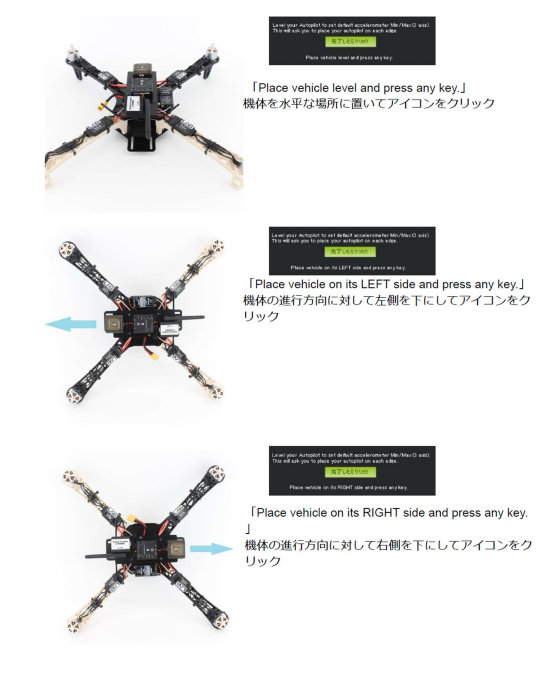 Level your Autopilot to set default accelerometer Min/Max (3 axis).
This will ask you to place your autopilot on each edge.
完了したらクリック
Place vehicle level and press any key.
「Place vehicle level and press any key.」
機体を水平な場所に置いてアイコンをクリック
Level your Autopilot to set default accelerometer Min/Max (3 axis).
This will ask you to place your autopilot on each edge.
完了したらクリック
Place vehicle on its LEFT side and press any key.
「Place vehicle on its LEFT side and press any key.」
機体の進行方向に対して左側を下にしてアイコンをク
リック
Level your Autopilot to set default accelerometer Min/Max (3 axis).
This will ask you to place your autopilot on each edge.
完了したらクリック
Place vehicle on its RIGHT side and press any key.
「Place vehicle on its RIGHT side and press any key.
」
機体の進行方向に対して右側を下にしてアイコンをク
リック